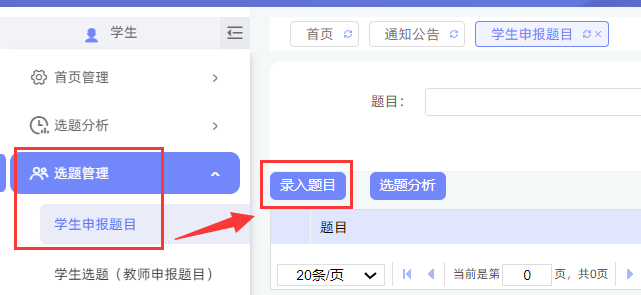 学生
首页
通知公告
学生申报题目
首页管理
题目：
选题分析
选题管理
录入题目
选题分析
学生申报题目
题目
学生选题（教师申报题目）
20条/页
当前是第 0 页，共0页